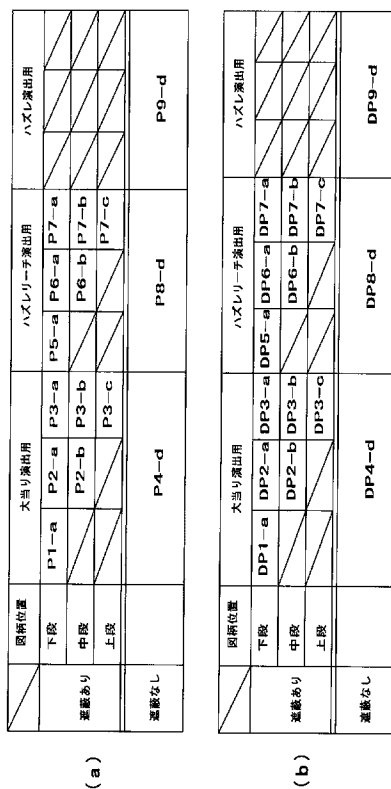 (a)
図柄位置 大当り演出用 ハズレリーチ演出用 ハズレ演出用
遮蔽あり
下段 P1-a P2-a P3-a P5-a P6-a P7-a
中段 P2-b P3-b P6-b P7-b
上段 P3-c P7-c
遮蔽なし P4-d P8-d P9-d
(b)
図柄位置 大当り演出用 ハズレリーチ演出用 ハズレ演出用
遮蔽あり
下段 DP1-a DP2-a DP3-a DP5-a DP6-a DP7-a
中段 DP2-b DP3-b DP6-b DP7-b
上段 DP3-c DP7-c
遮蔽なし DP4-d DP8-d DP9-d